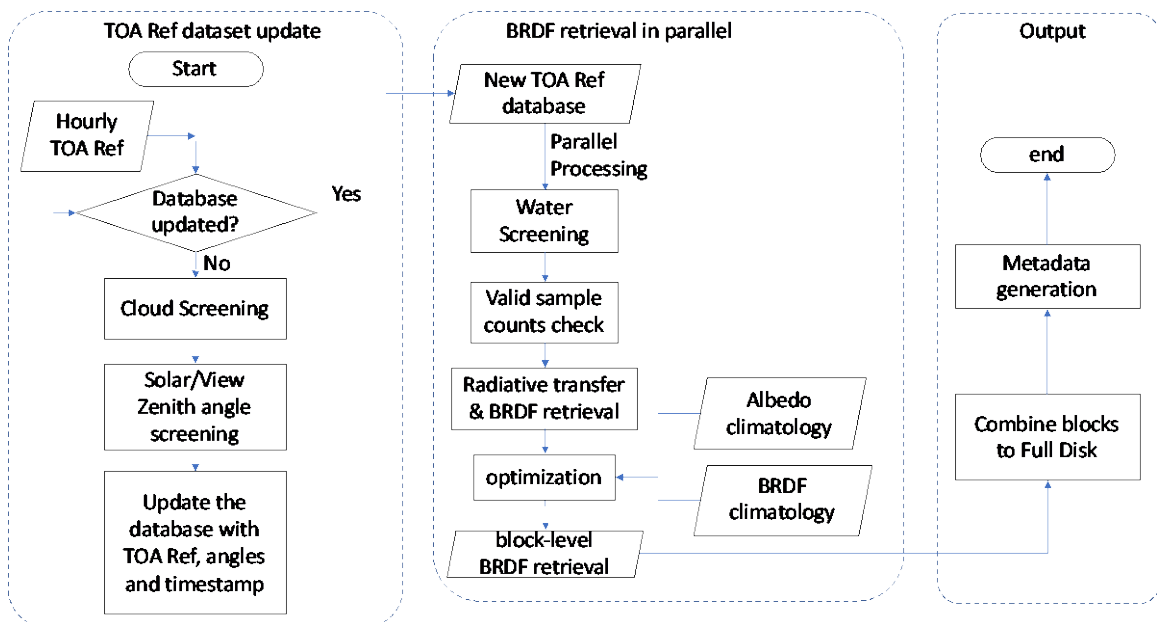 TOA Ref dataset update
Start
Hourly
TOA Ref
Database
updated?
Yes
No
Cloud Screening
Solar/View
Zenith angle
screening
Update the
database with
TOA Ref, angles
and timestamp
BRDF retrieval in parallel
New TOA Ref
database
Parallel
Processing
Water
Screening
Valid sample
counts check
Radiative transfer
& BRDF retrieval
Albedo
climatology
optimization
BRDF
climatology
block-level
BRDF retrieval
Output
end
Metadata
generation
Combine blocks
to Full Disk